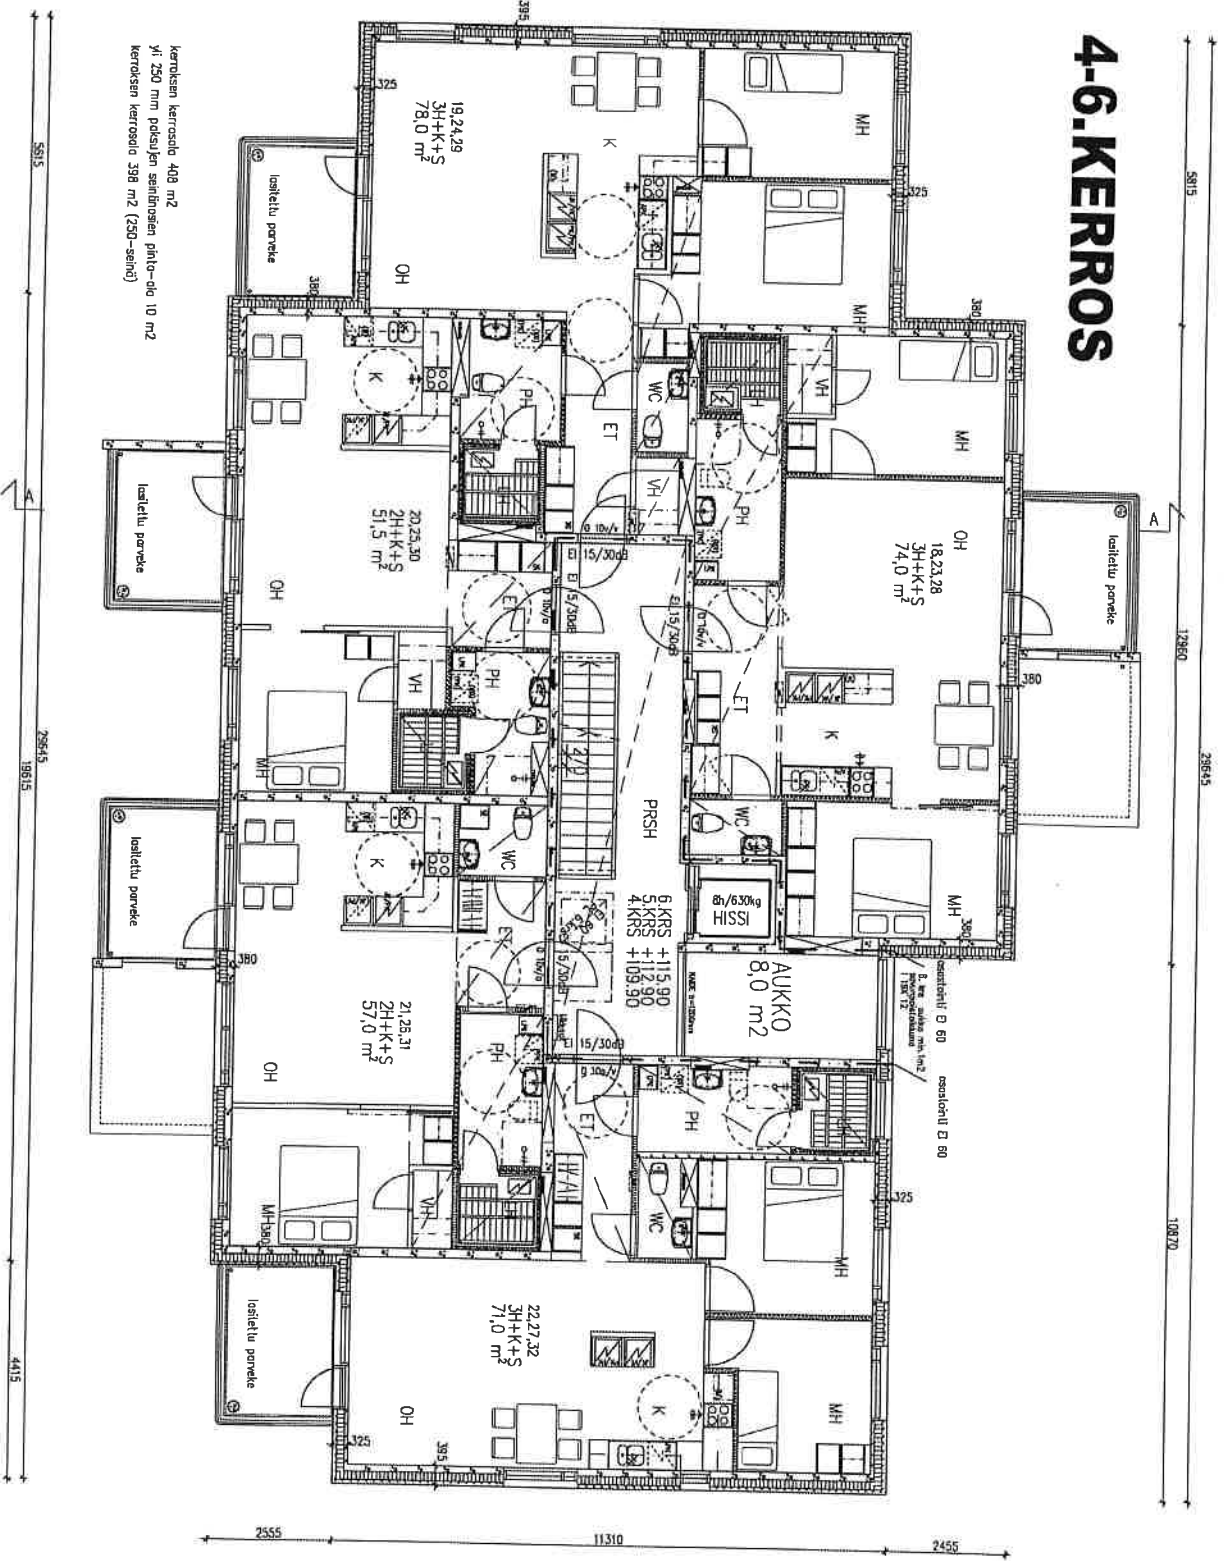 4-6.KERROS
kerroksen kerrosala 408 m2
yli 250 mm paksujen seinänosien pinta-ala 10 m2
kerroksen kerrosala 398 m2 (250-seinä)
5815
12960
10870
29645
5615
19615
4415
29645
2555
11310
2455
395
325
325
380
380
380
380
380
380
325
325
395
A
A
19,24,29
3H+K+S
78,0 m²
K
OH
MH
MH
WC
ET
VH
PH
lasitettu parveke
18,23,28
3H+K+S
74,0 m²
OH
K
MH
MH
VH
PH
ET
WC
lasitettu parveke
20,25,30
2H+K+S
51,5 m²
K
OH
ET
PH
VH
MH
lasitettu parveke
21,26,31
2H+K+S
57,0 m²
K
OH
WC
ET
PH
VH
MH
lasitettu parveke
22,27,32
3H+K+S
71,0 m²
K
OH
ET
PH
WC
MH
MH
lasitettu parveke
PRSH
6.KRS +115.90
5.KRS +112.90
4.KRS +109.90
8h/630kg
HISSI
AUKKO
8,0 m2
EI 15/30dB
EI 15/30dB
EI 15/30dB
EI 15/30dB
osastointi EI 60
osastointi EI 60